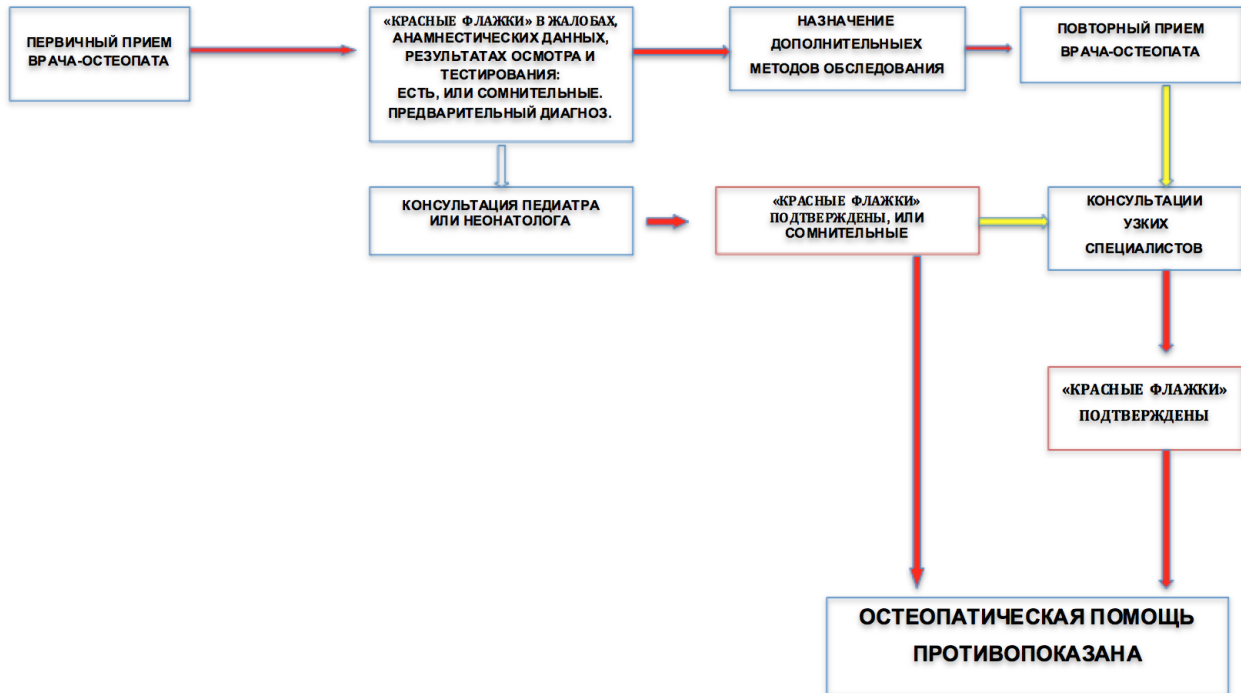 ПЕРВИЧНЫЙ ПРИЕМ
ВРАЧА-ОСТЕОПАТА
«КРАСНЫЕ ФЛАЖКИ» В ЖАЛОБАХ,
АНАМНЕСТИЧЕСКИХ ДАННЫХ,
РЕЗУЛЬТАТАХ ОСМОТРА И
ТЕСТИРОВАНИЯ:
ЕСТЬ, ИЛИ СОМНИТЕЛЬНЫЕ.
ПРЕДВАРИТЕЛЬНЫЙ ДИАГНОЗ.
НАЗНАЧЕНИЕ
ДОПОЛНИТЕЛЬНЫЕХ
МЕТОДОВ ОБСЛЕДОВАНИЯ
ПОВТОРНЫЙ ПРИЕМ
ВРАЧА-ОСТЕОПАТА
КОНСУЛЬТАЦИЯ ПЕДИАТРА
ИЛИ НЕОНАТОЛОГА
«КРАСНЫЕ ФЛАЖКИ»
ПОДТВЕРЖДЕНЫ, ИЛИ
СОМНИТЕЛЬНЫЕ
КОНСУЛЬТАЦИИ
УЗКИХ
СПЕЦИАЛИСТОВ
«КРАСНЫЕ ФЛАЖКИ»
ПОДТВЕРЖДЕНЫ
ОСТЕОПАТИЧЕСКАЯ ПОМОЩЬ
ПРОТИВОПОКАЗАНА